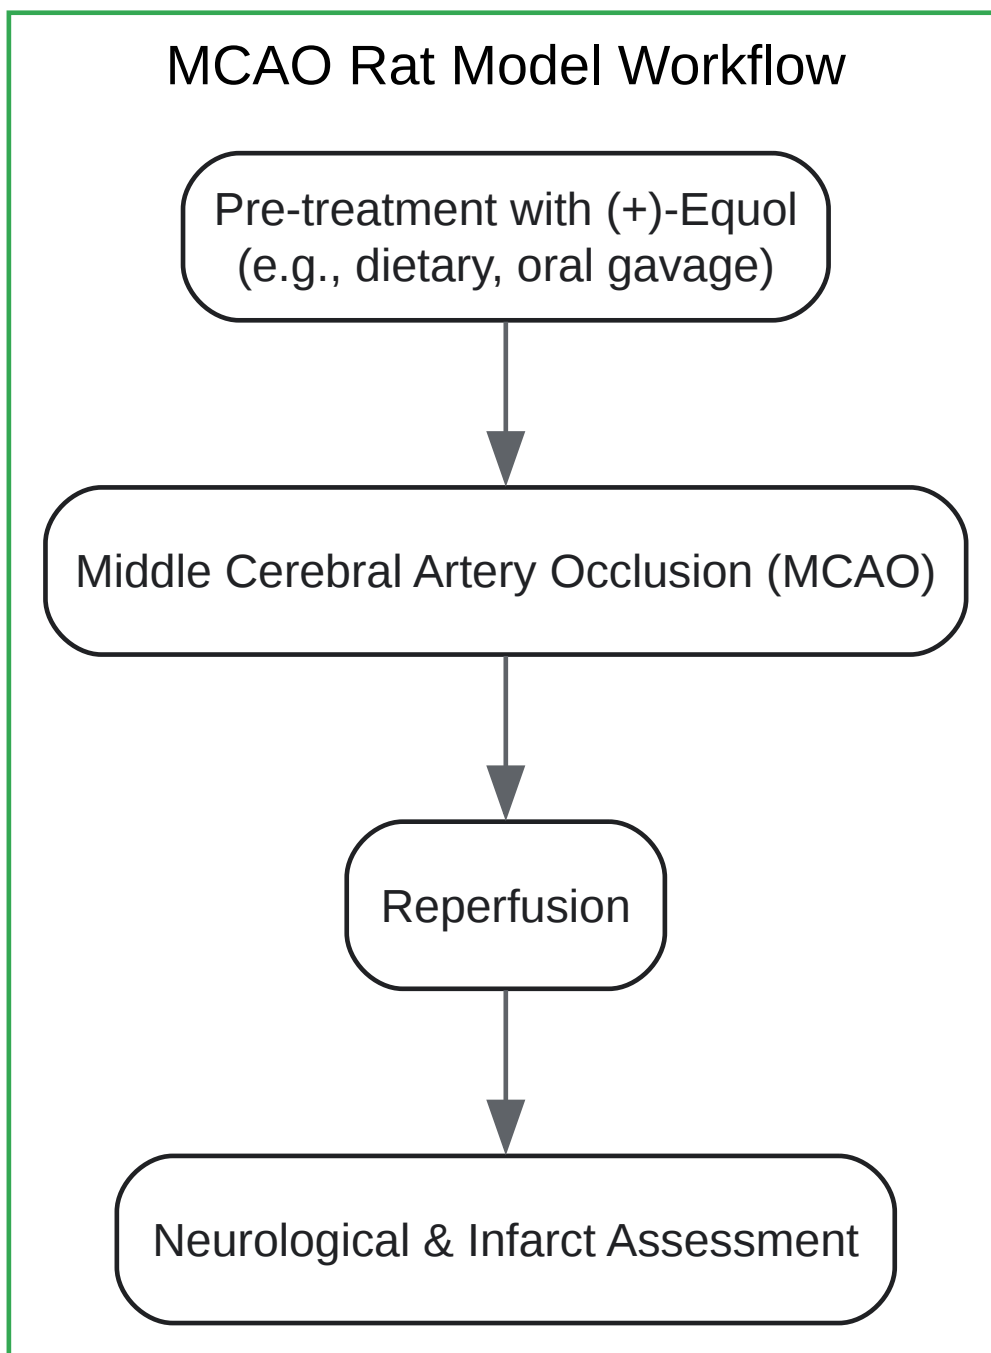 MCAO Rat Model Workflow
Pre-treatment with (+)-Equol
(e.g., dietary, oral gavage)
Middle Cerebral Artery Occlusion (MCAO)
Reperfusion
Neurological & Infarct Assessment